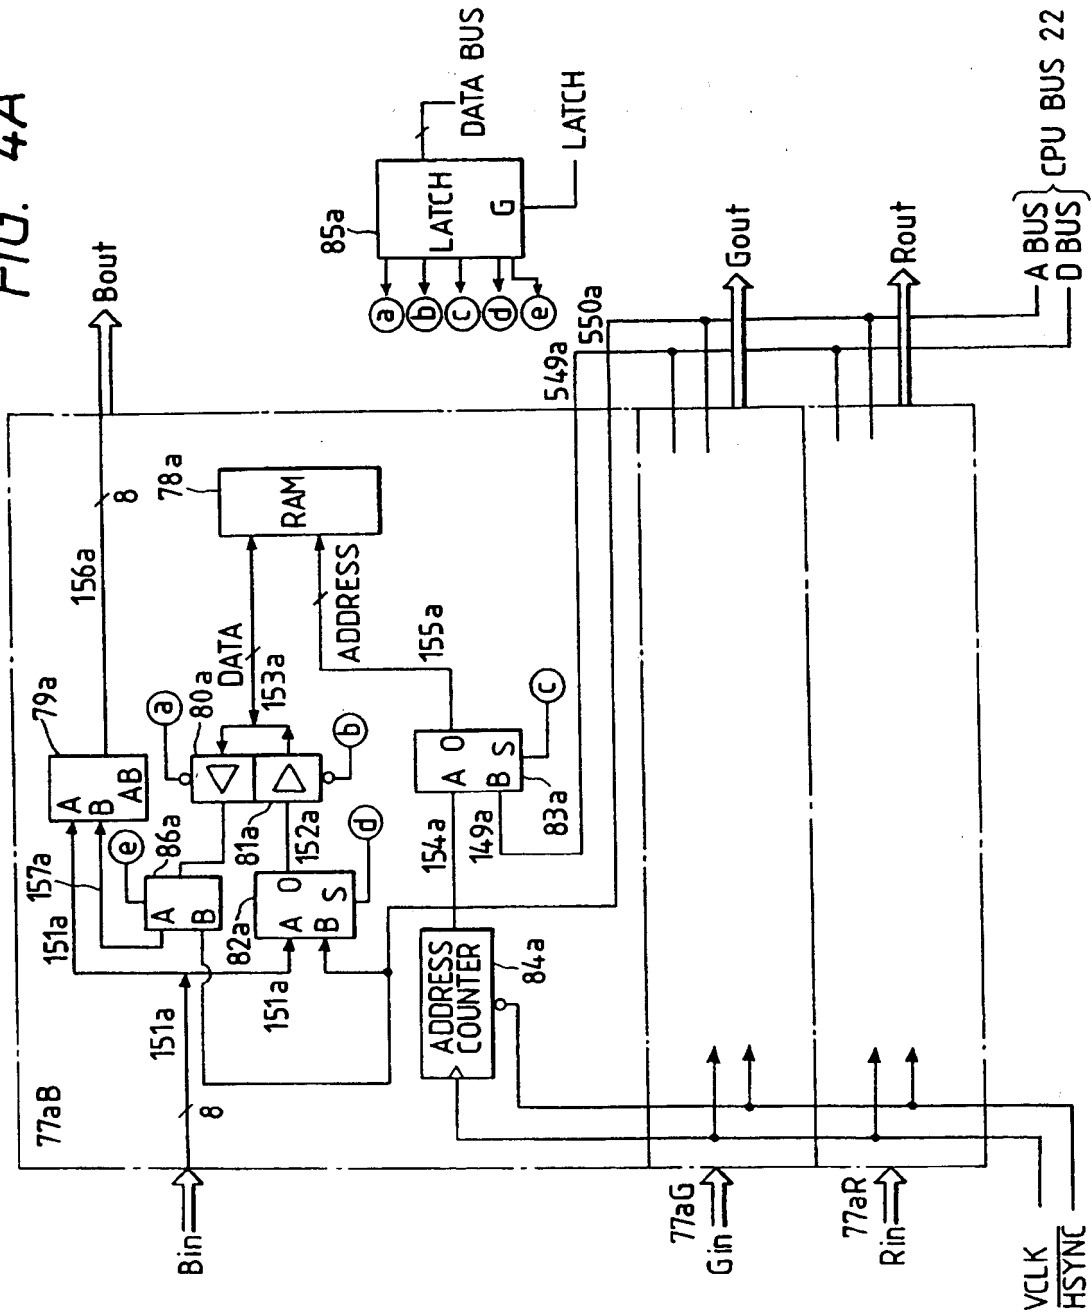 FIG. 4A
77aB
Bin
8
151a
151a
157a
e
86a
A
B
79a
A
B
AB
156a
8
Bout
a
80a
DATA
153a
78a
RAM
81a
152a
b
82a
A
B
O
S
d
151a
ADDRESS
155a
ADDRESS
COUNTER
84a
154a
149a
A
B
O
S
83a
c
85a
LATCH
G
DATA BUS
LATCH
a
b
c
d
e
549a
550a
77aG
Gin
Gout
77aR
Rin
Rout
A BUS
D BUS
CPU BUS 22
VCLK
HSYNC